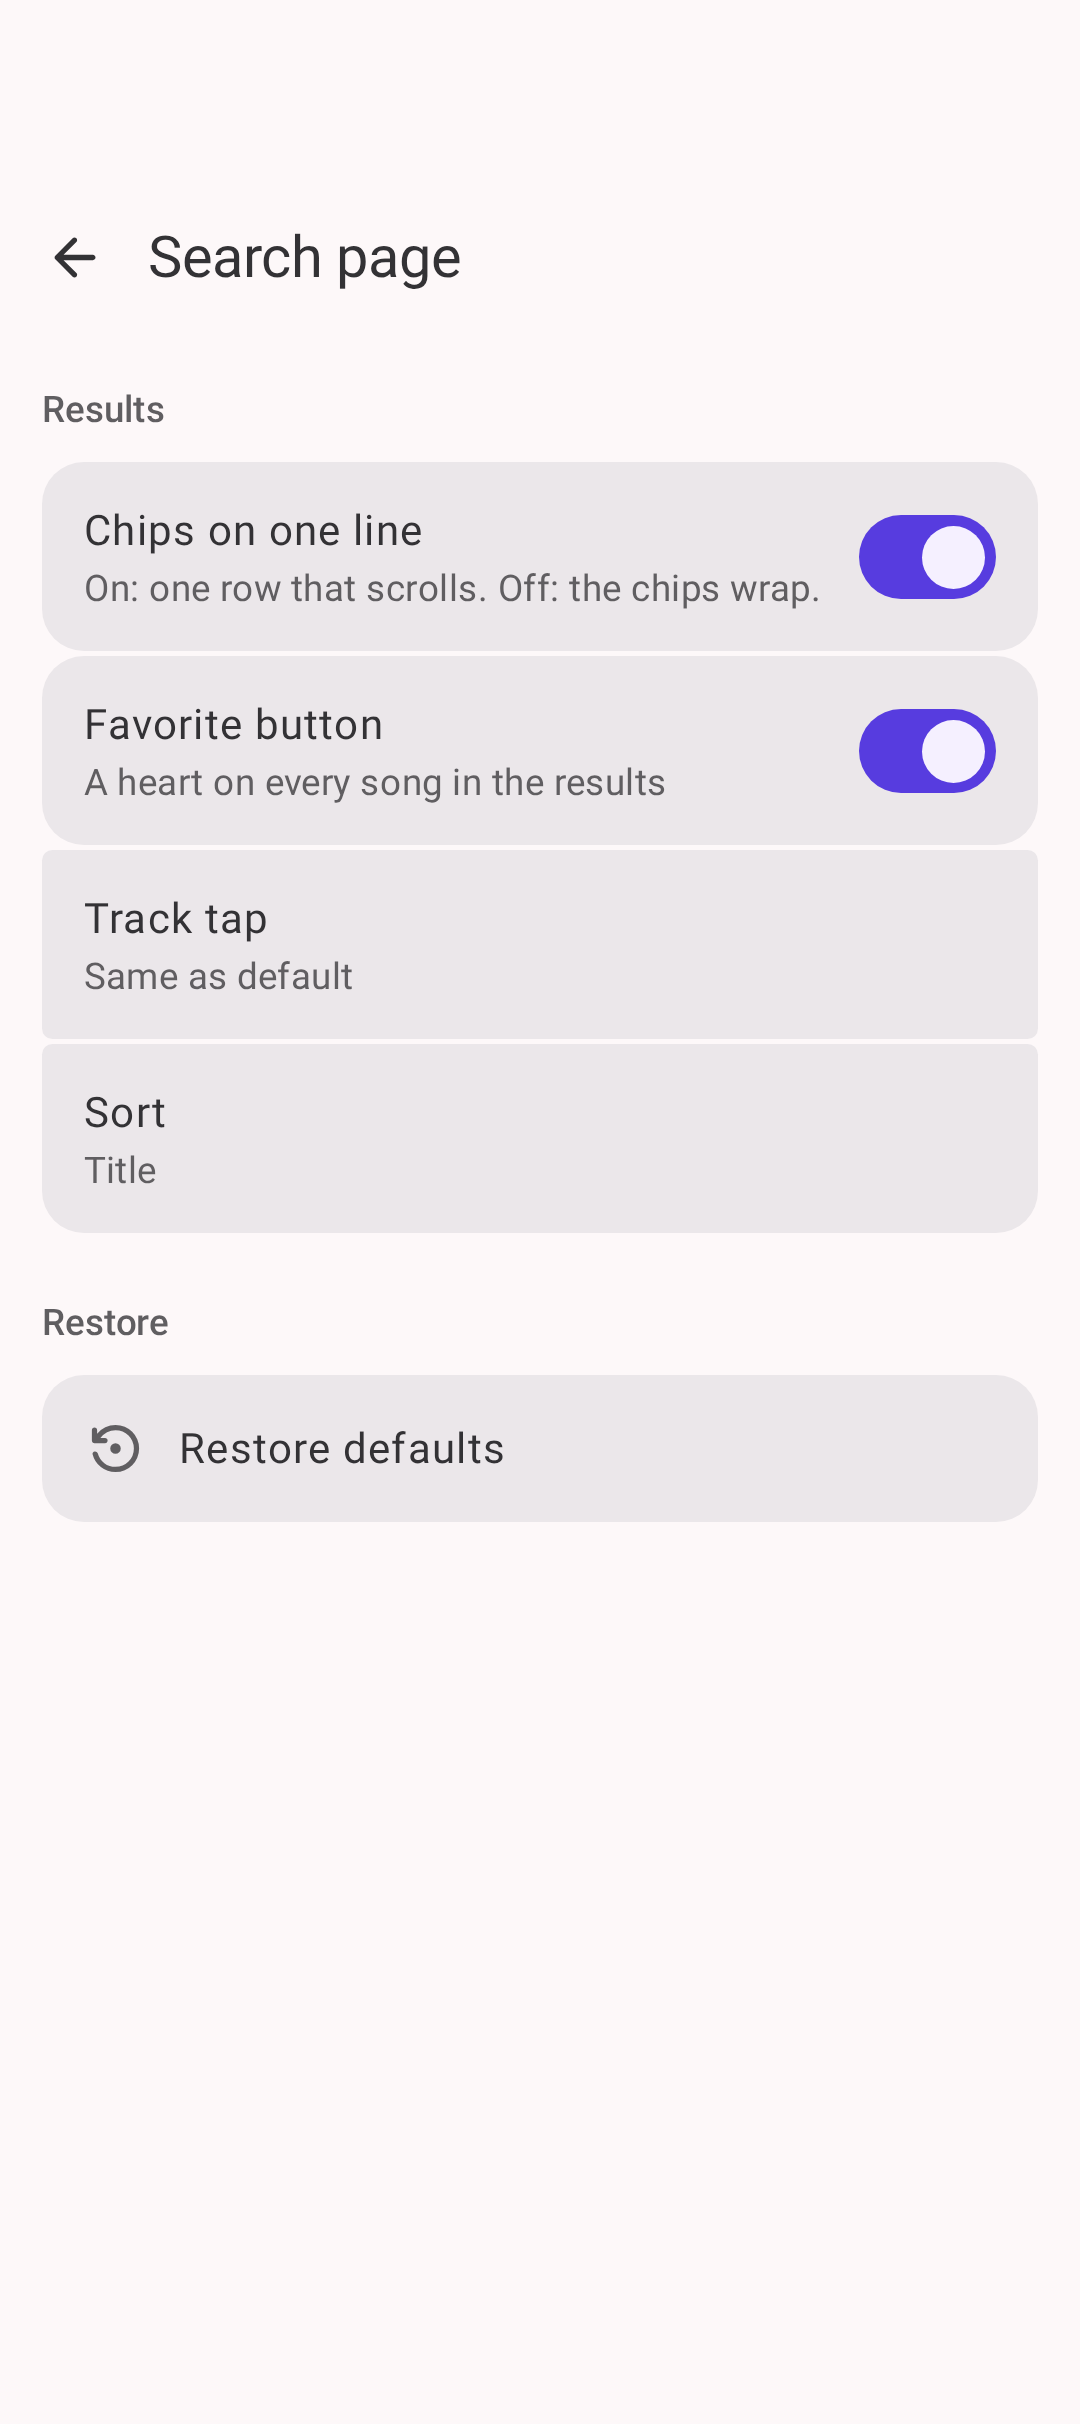 Search page
Results
Chips on one line
On: one row that scrolls. Off: the chips wrap.
Favorite button
A heart on every song in the results
Track tap
Same as default
Sort
Title
Restore
Restore defaults